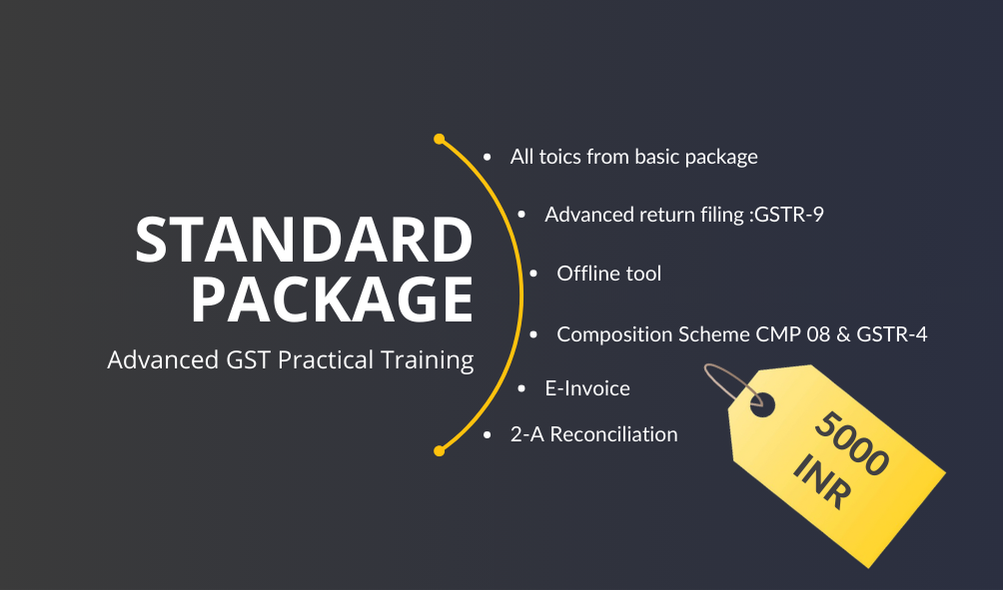 STANDARD
PACKAGE
Advanced GST Practical Training
• All toics from basic package
• Advanced return filing :GSTR-9
• Offline tool
• Composition Scheme CMP 08 & GSTR-4
• E-Invoice
• 2-A Reconciliation
5000
INR